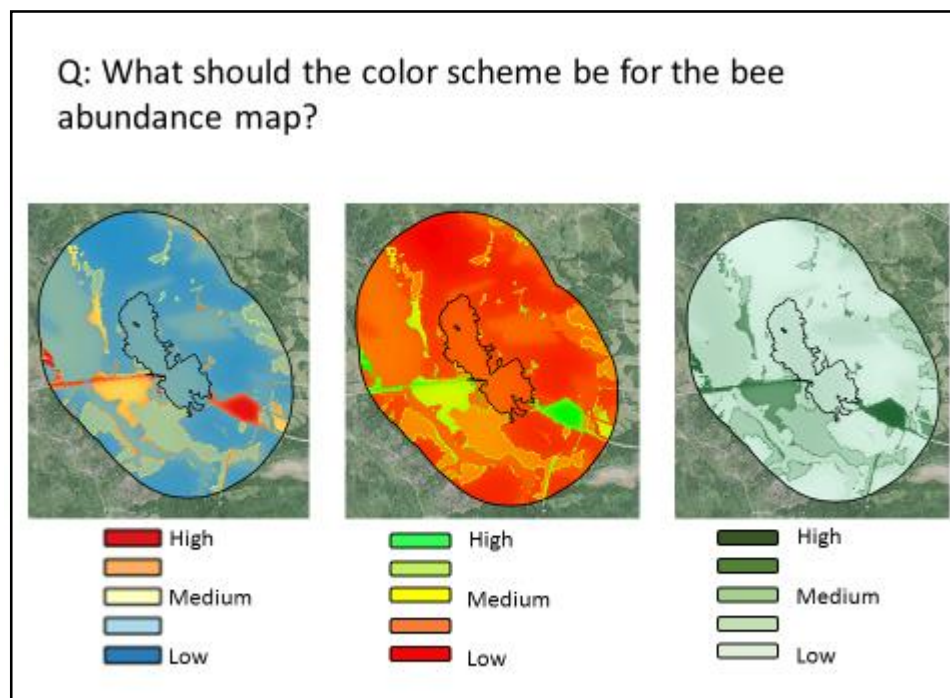 Q: What should the color scheme be for the bee
abundance map?
High
Medium
Low
High
Medium
Low
High
Medium
Low